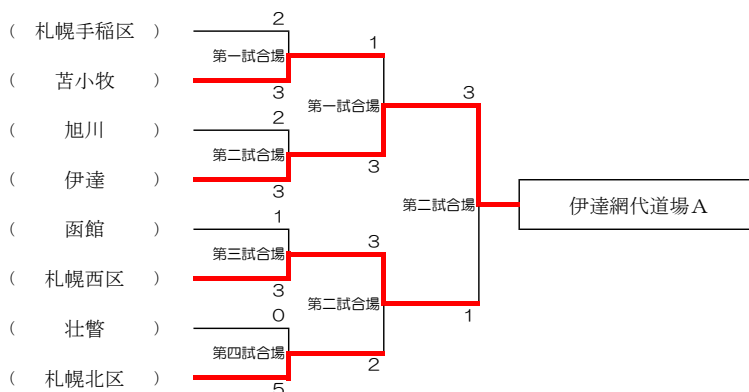 ( 札幌手稲区 )
2
第一試合場
1
( 苫小牧 )
3
3
( 旭川 )
2
第一試合場
第二試合場
( 伊達 )
3
3
第二試合場
伊達網代道場A
( 函館 )
1
第三試合場
3
( 札幌西区 )
3
第二試合場
1
( 壮瞥 )
0
第四試合場
2
( 札幌北区 )
5